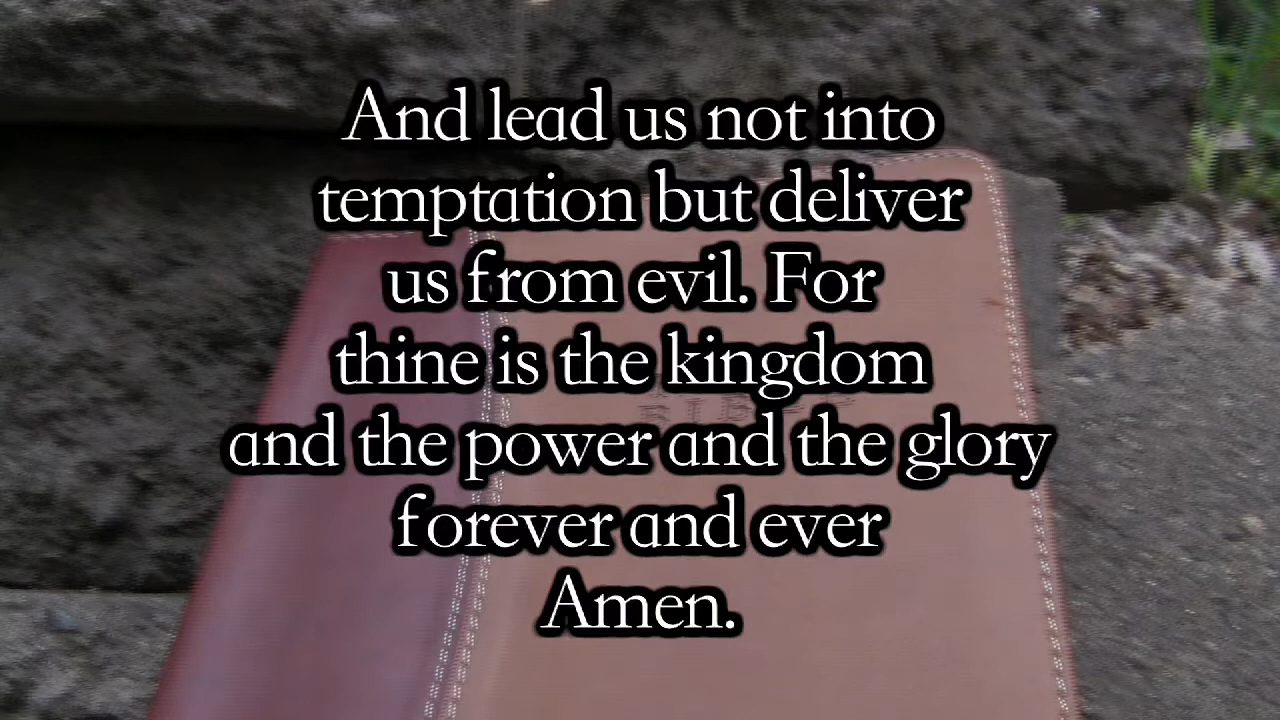 And lead us not into
temptation but deliver
us from evil. For
thine is the kingdom
and the power and the glory
forever and ever
Amen.